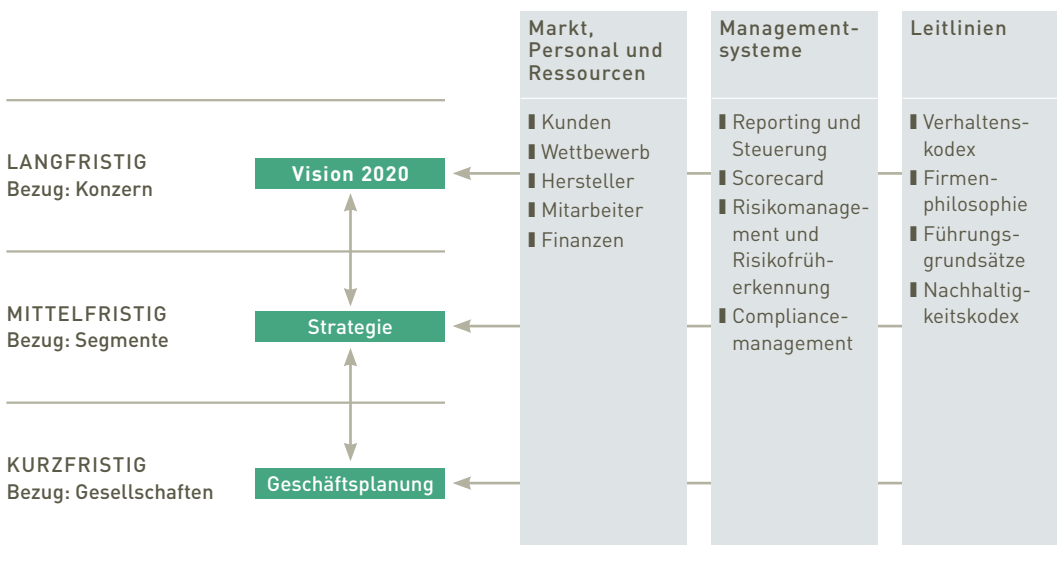 Markt,
Personal und
Ressourcen
Kunden
Wettbewerb
Hersteller
Mitarbeiter
Finanzen
Management-
systeme
Reporting und
Steuerung
Scorecard
Risikomanage-
ment und
Risikofrüh-
erkennung
Compliance-
management
Leitlinien
Verhaltens-
kodex
Firmen-
philosophie
Führungs-
grundsätze
Nachhaltig-
keitskodex
LANGFRISTIG
Bezug: Konzern
Vision 2020
MITTELFRISTIG
Bezug: Segmente
Strategie
KURZFRISTIG
Bezug: Gesellschaften
Geschäftsplanung